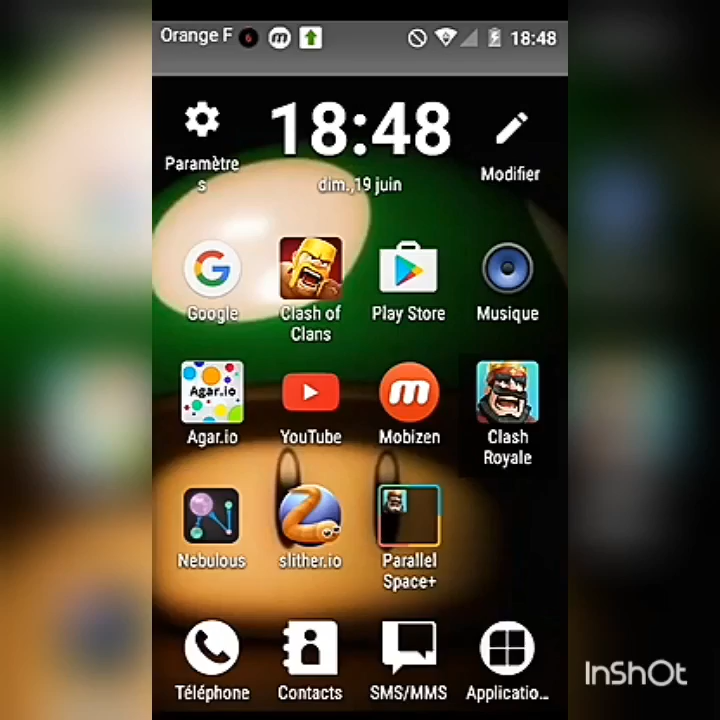 Orange F
18:48
18:48
Paramètre
s
dim.,19 juin
Modifier
Google
Clash of
Clans
Play Store
Musique
Agar.io
Agar.io
YouTube
Mobizen
Clash
Royale
Nebulous
slither.io
Parallel
Space+
Téléphone
Contacts
SMS/MMS
Applicatio...
InShOt